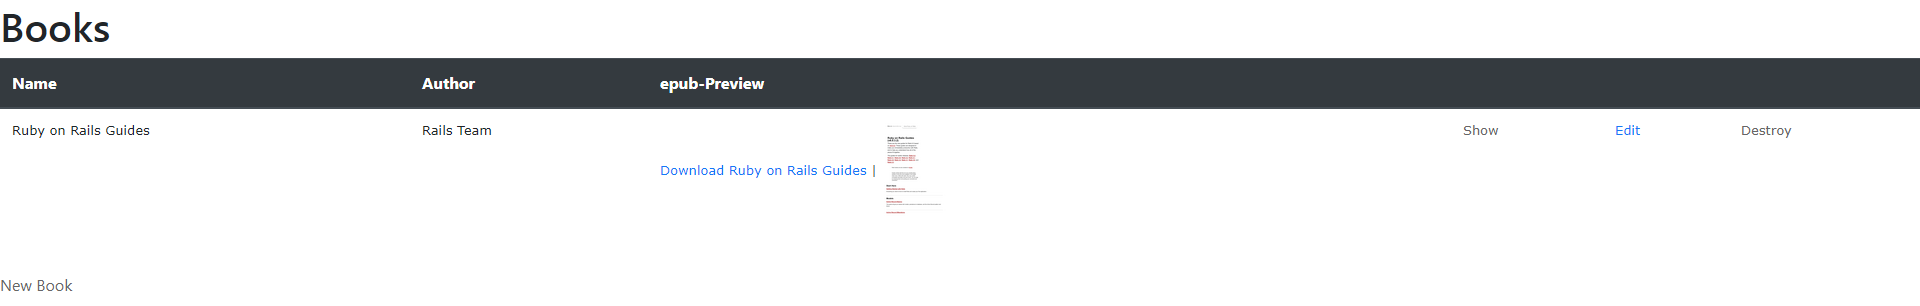 Books
Name Author epub-Preview
Ruby on Rails Guides Rails Team Show Edit Destroy
Download Ruby on Rails Guides |
New Book